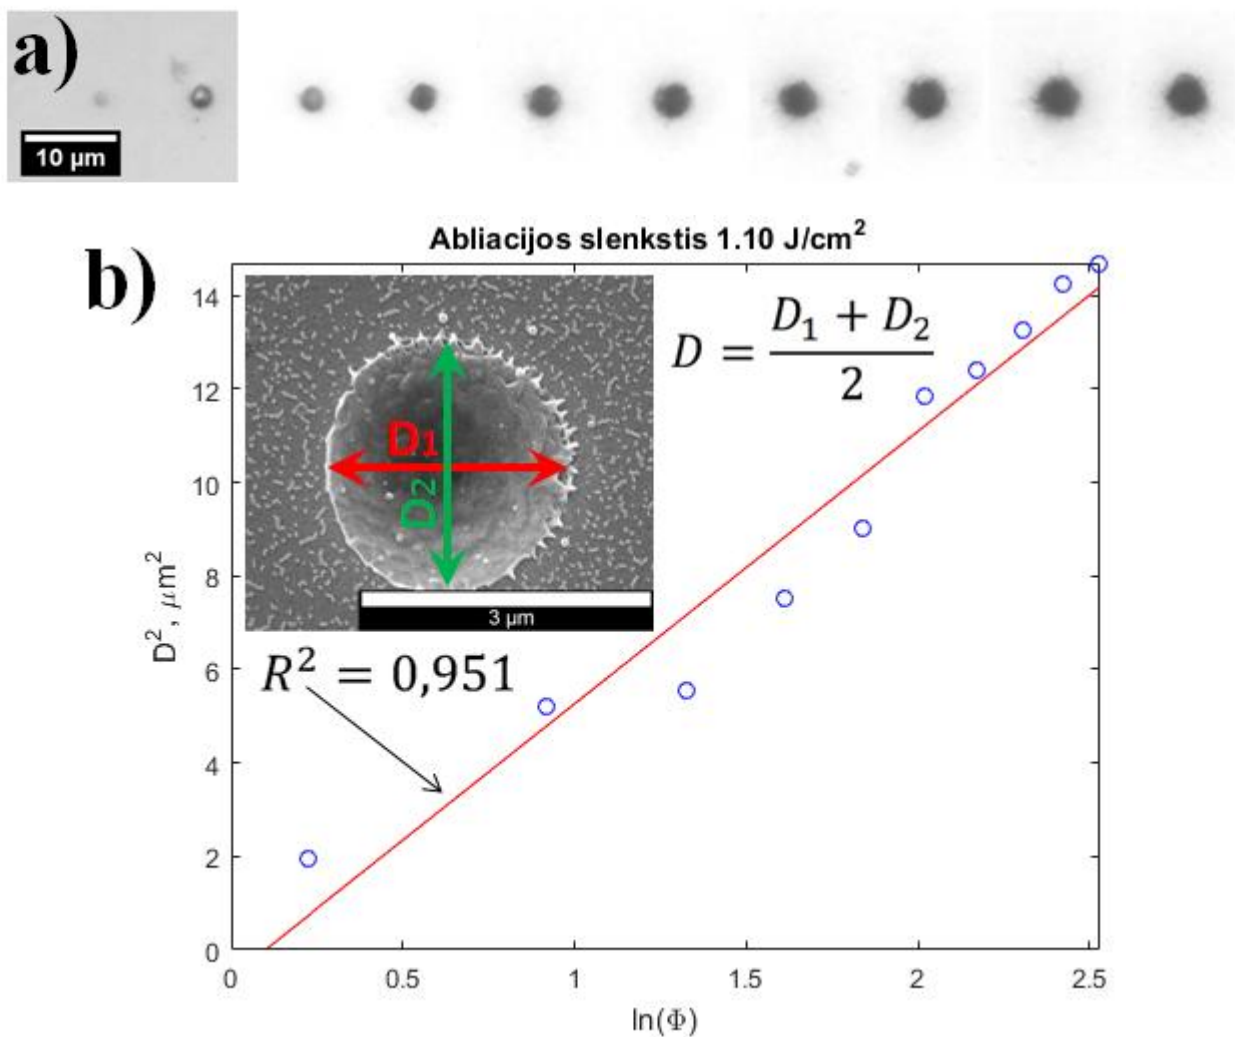 a)
10 µm
b)
Abliacijos slenkstis 1.10 J/cm²
D = (D₁ + D₂)/2
D1
D2
3 µm
R² = 0,951
D², µm²
14
12
10
8
6
4
2
0
0 0.5 1 1.5 2 2.5
ln(Φ)